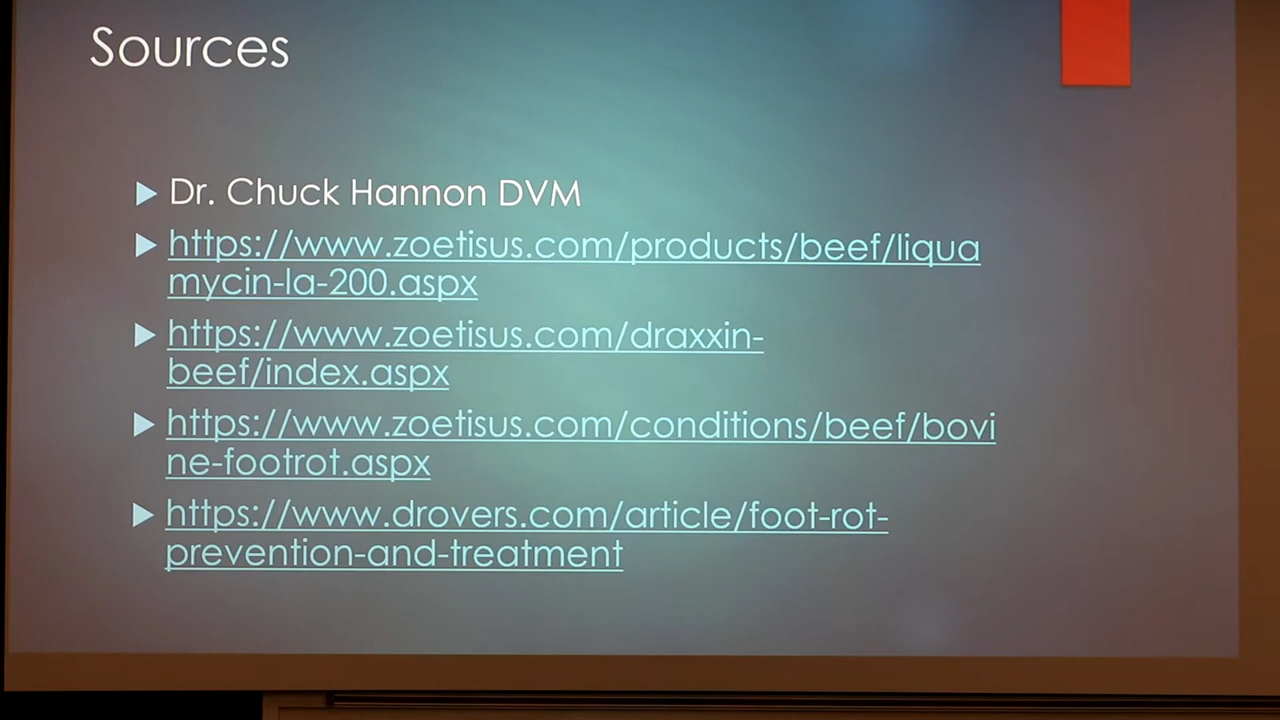 Sources
Dr. Chuck Hannon DVM
https://www.zoetisus.com/products/beef/liqua
mycin-la-200.aspx
https://www.zoetisus.com/draxxin-
beef/index.aspx
https://www.zoetisus.com/conditions/beef/bovi
ne-footrot.aspx
https://www.drovers.com/article/foot-rot-
prevention-and-treatment